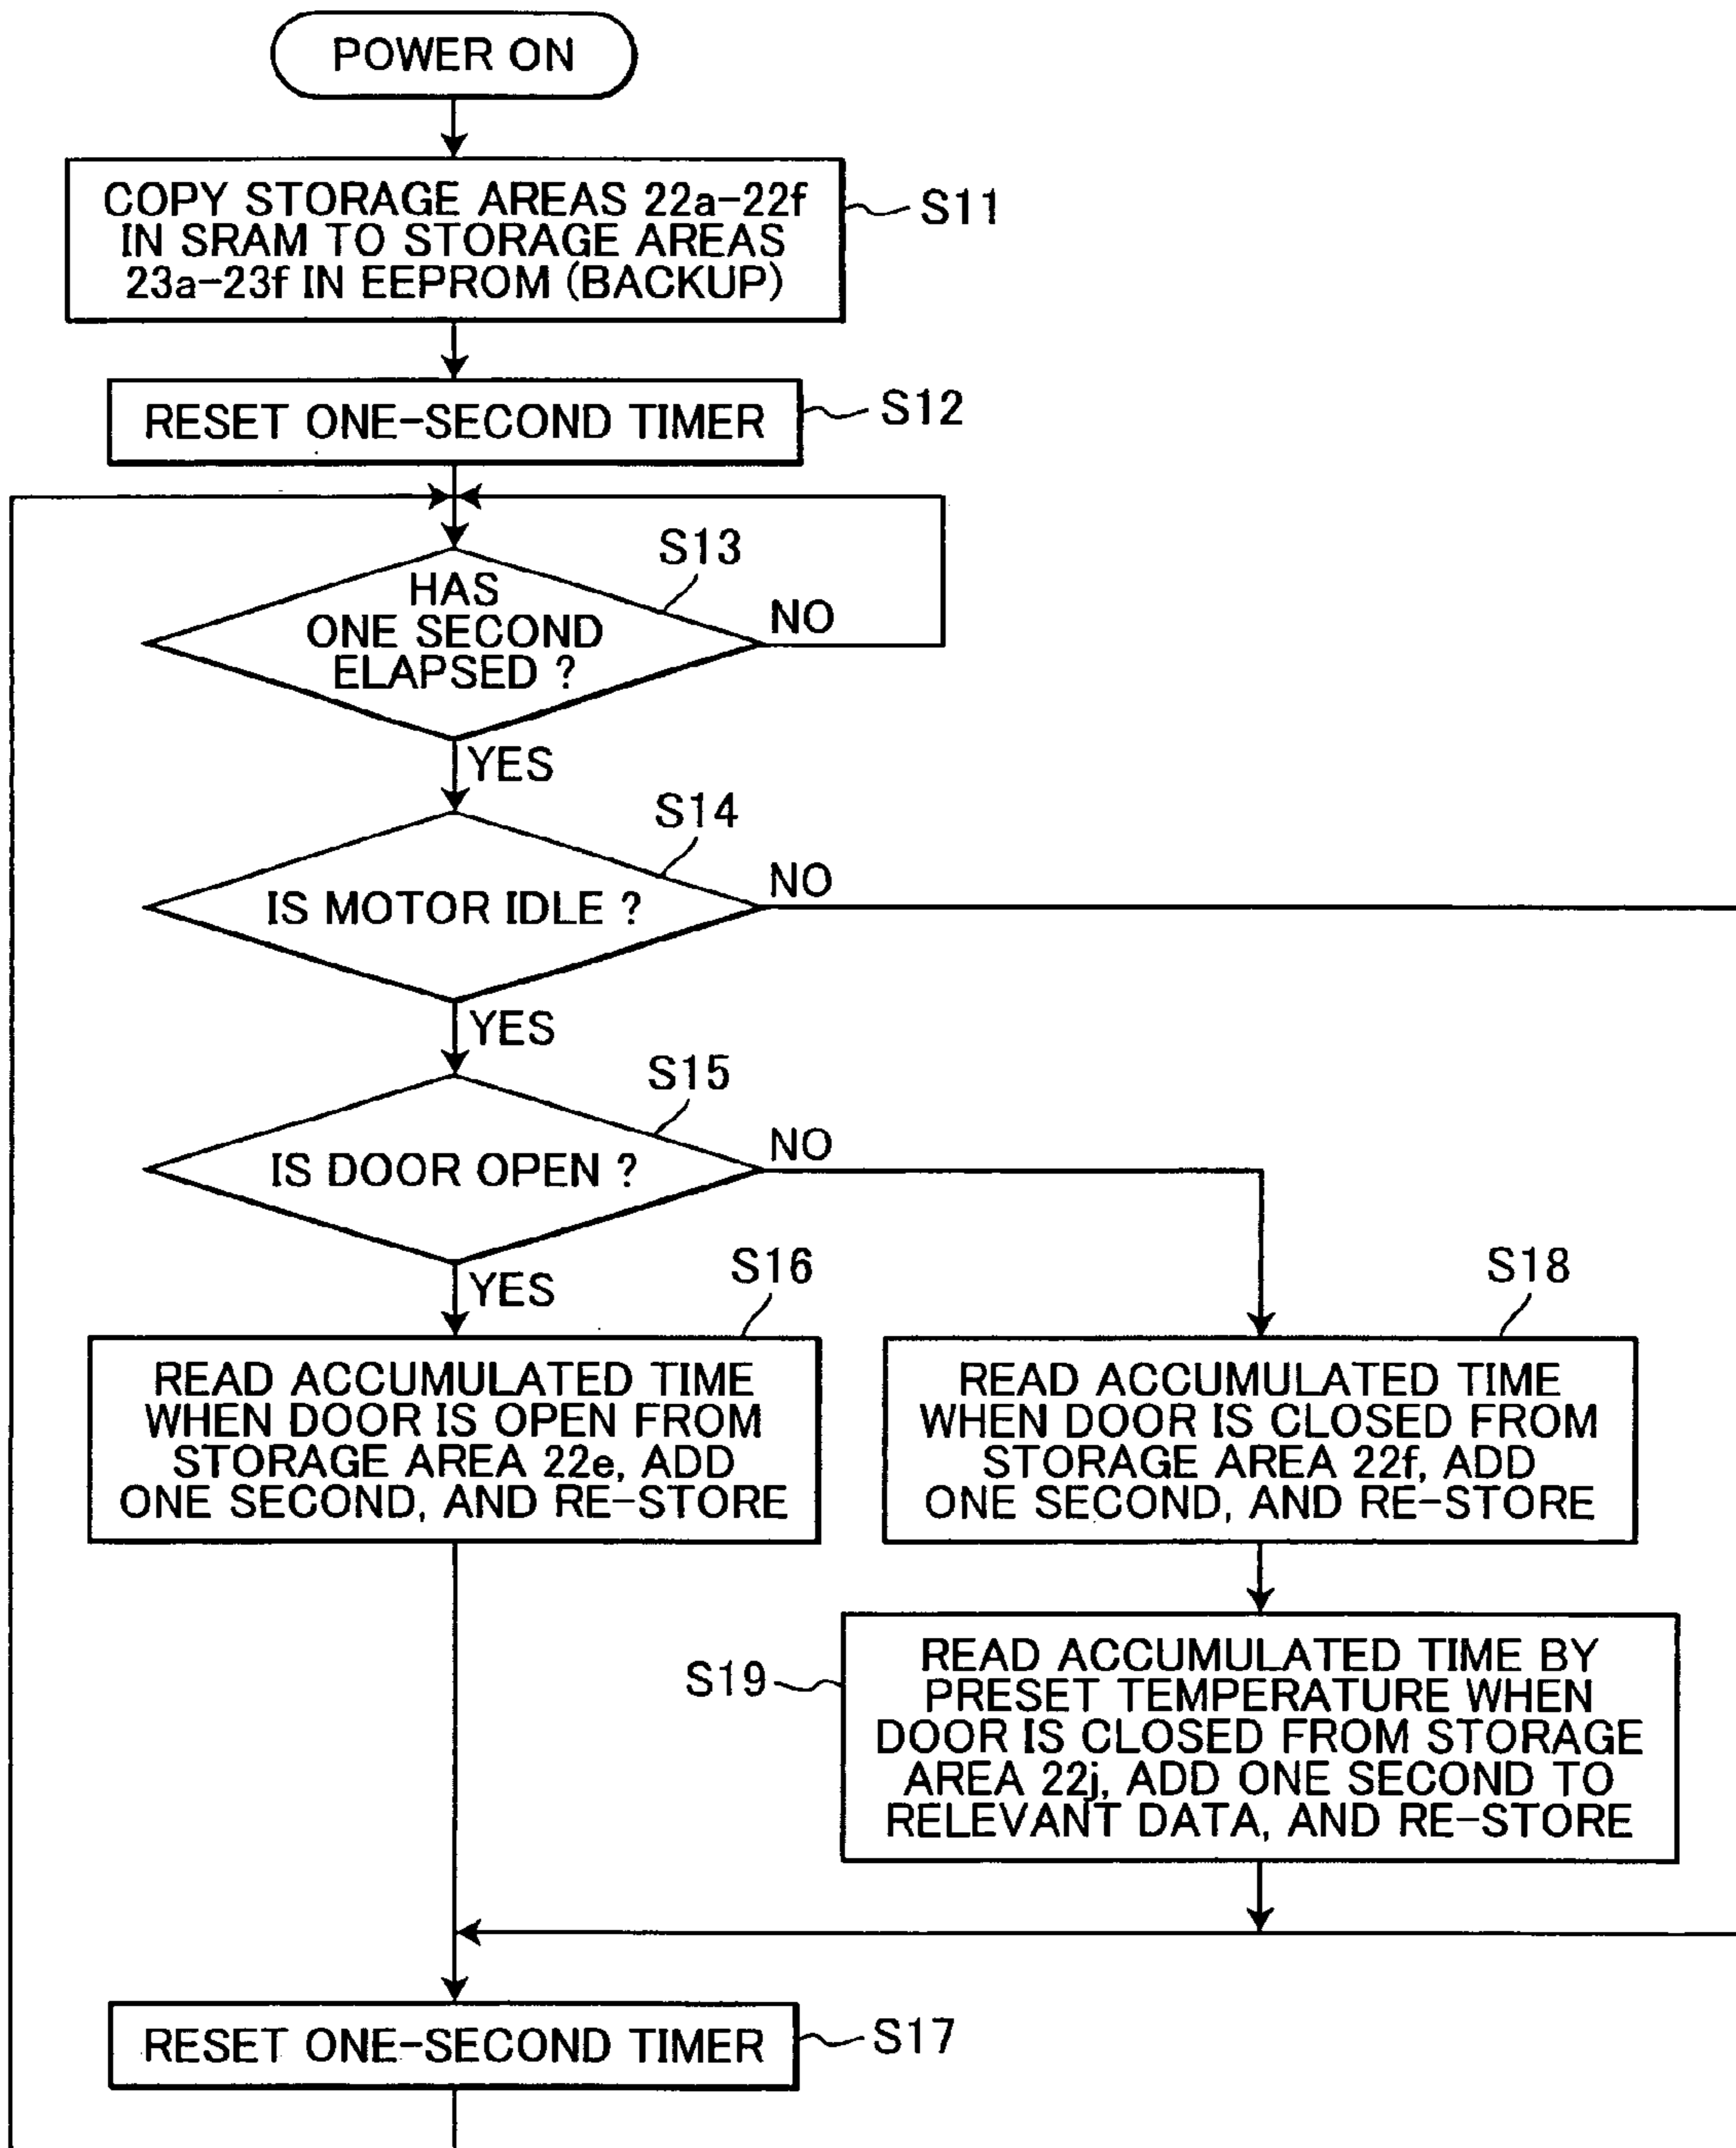 POWER ON
COPY STORAGE AREAS 22a-22f
IN SRAM TO STORAGE AREAS
23a-23f IN EEPROM (BACKUP)
S11
RESET ONE-SECOND TIMER
S12
S13
HAS
ONE SECOND
ELAPSED ?
NO
YES
S14
IS MOTOR IDLE ?
NO
YES
S15
IS DOOR OPEN ?
NO
YES
S16
READ ACCUMULATED TIME
WHEN DOOR IS OPEN FROM
STORAGE AREA 22e, ADD
ONE SECOND, AND RE-STORE
S18
READ ACCUMULATED TIME
WHEN DOOR IS CLOSED FROM
STORAGE AREA 22f, ADD
ONE SECOND, AND RE-STORE
S19
READ ACCUMULATED TIME BY
PRESET TEMPERATURE WHEN
DOOR IS CLOSED FROM STORAGE
AREA 22j, ADD ONE SECOND TO
RELEVANT DATA, AND RE-STORE
RESET ONE-SECOND TIMER
S17